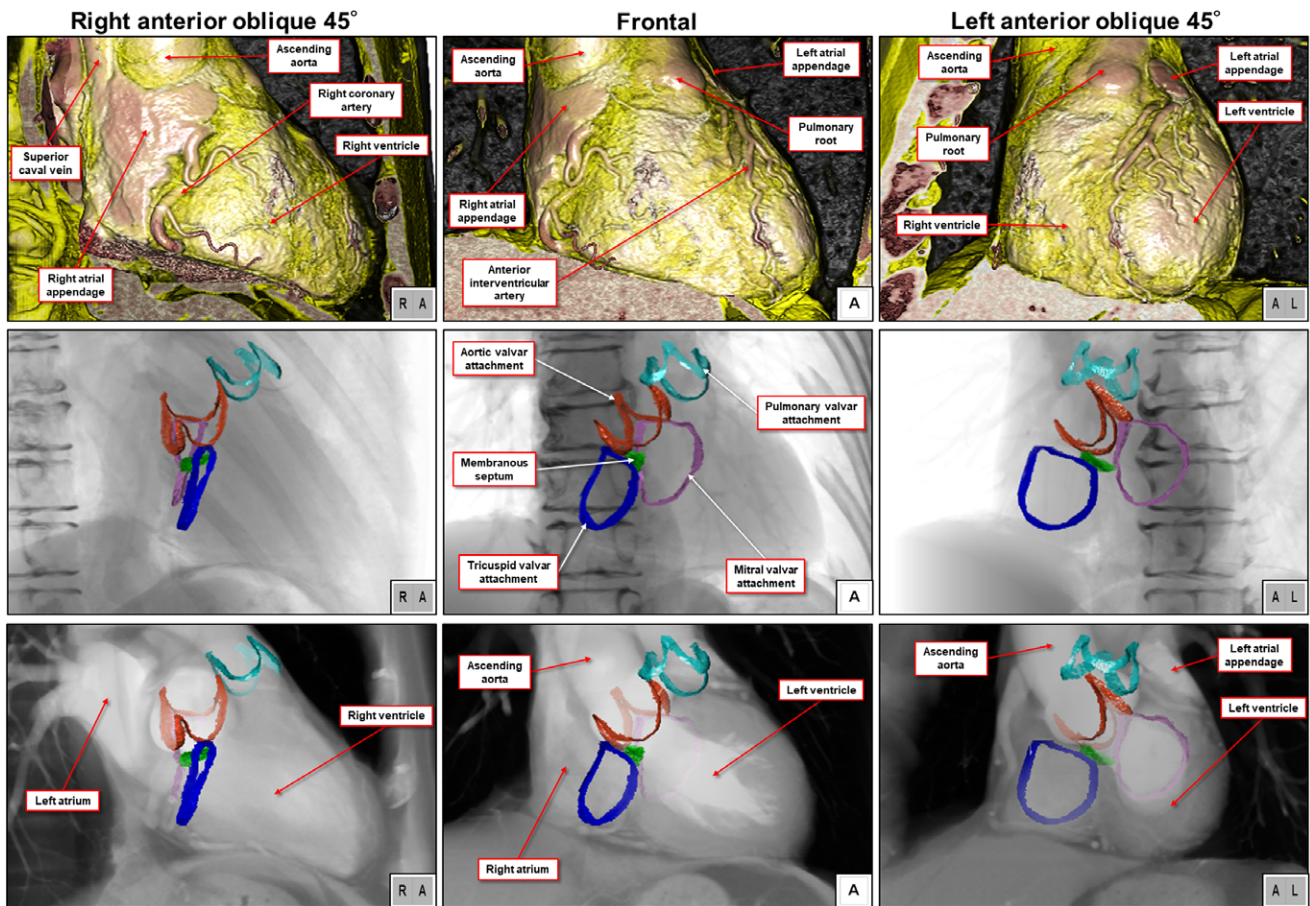 Right anterior oblique 45°
Frontal
Left anterior oblique 45°
Ascending
aorta
Right coronary
artery
Right ventricle
Superior
caval vein
Right atrial
appendage
R A
Ascending
aorta
Left atrial
appendage
Pulmonary
root
Right atrial
appendage
Anterior
interventricular
artery
A
Ascending
aorta
Left atrial
appendage
Left ventricle
Pulmonary
root
Right ventricle
A L
R A
Aortic valvar
attachment
Pulmonary valvar
attachment
Membranous
septum
Tricuspid valvar
attachment
Mitral valvar
attachment
A
A L
Right ventricle
Left atrium
R A
Ascending
aorta
Left ventricle
Right atrium
A
Ascending
aorta
Left atrial
appendage
Left ventricle
A L